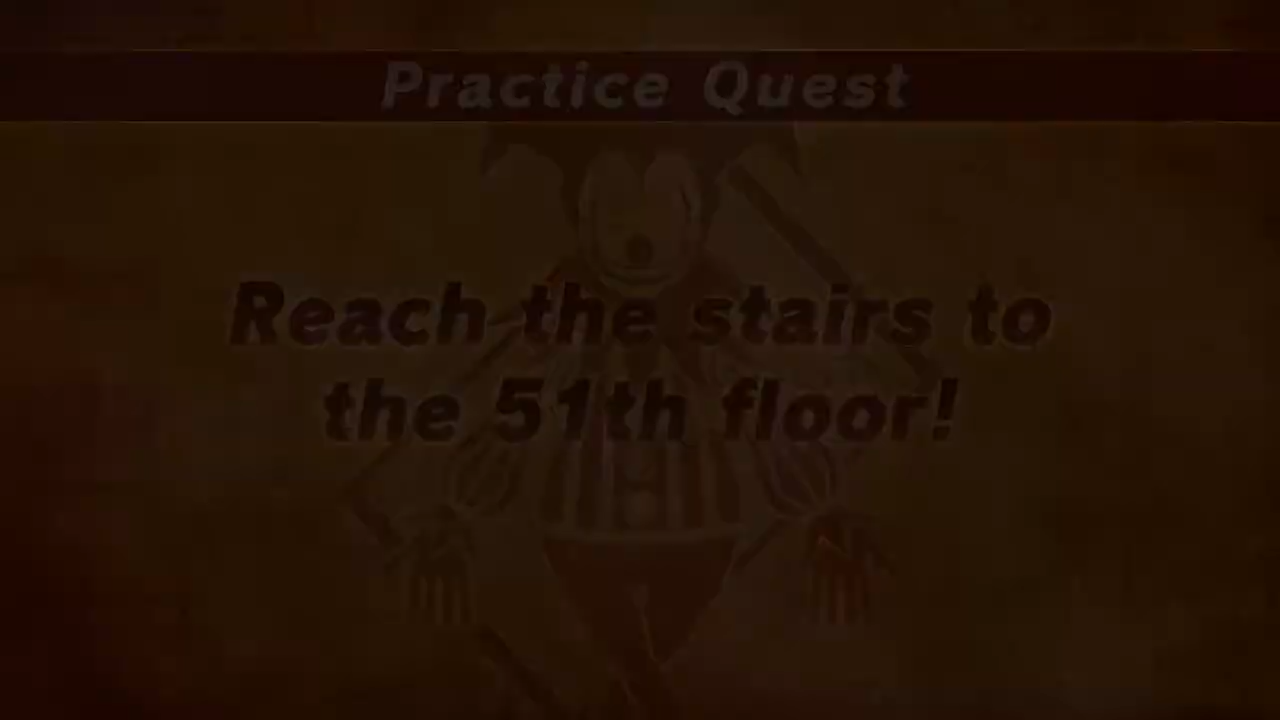 Practice Quest
Reach the stairs to
the 51th floor!